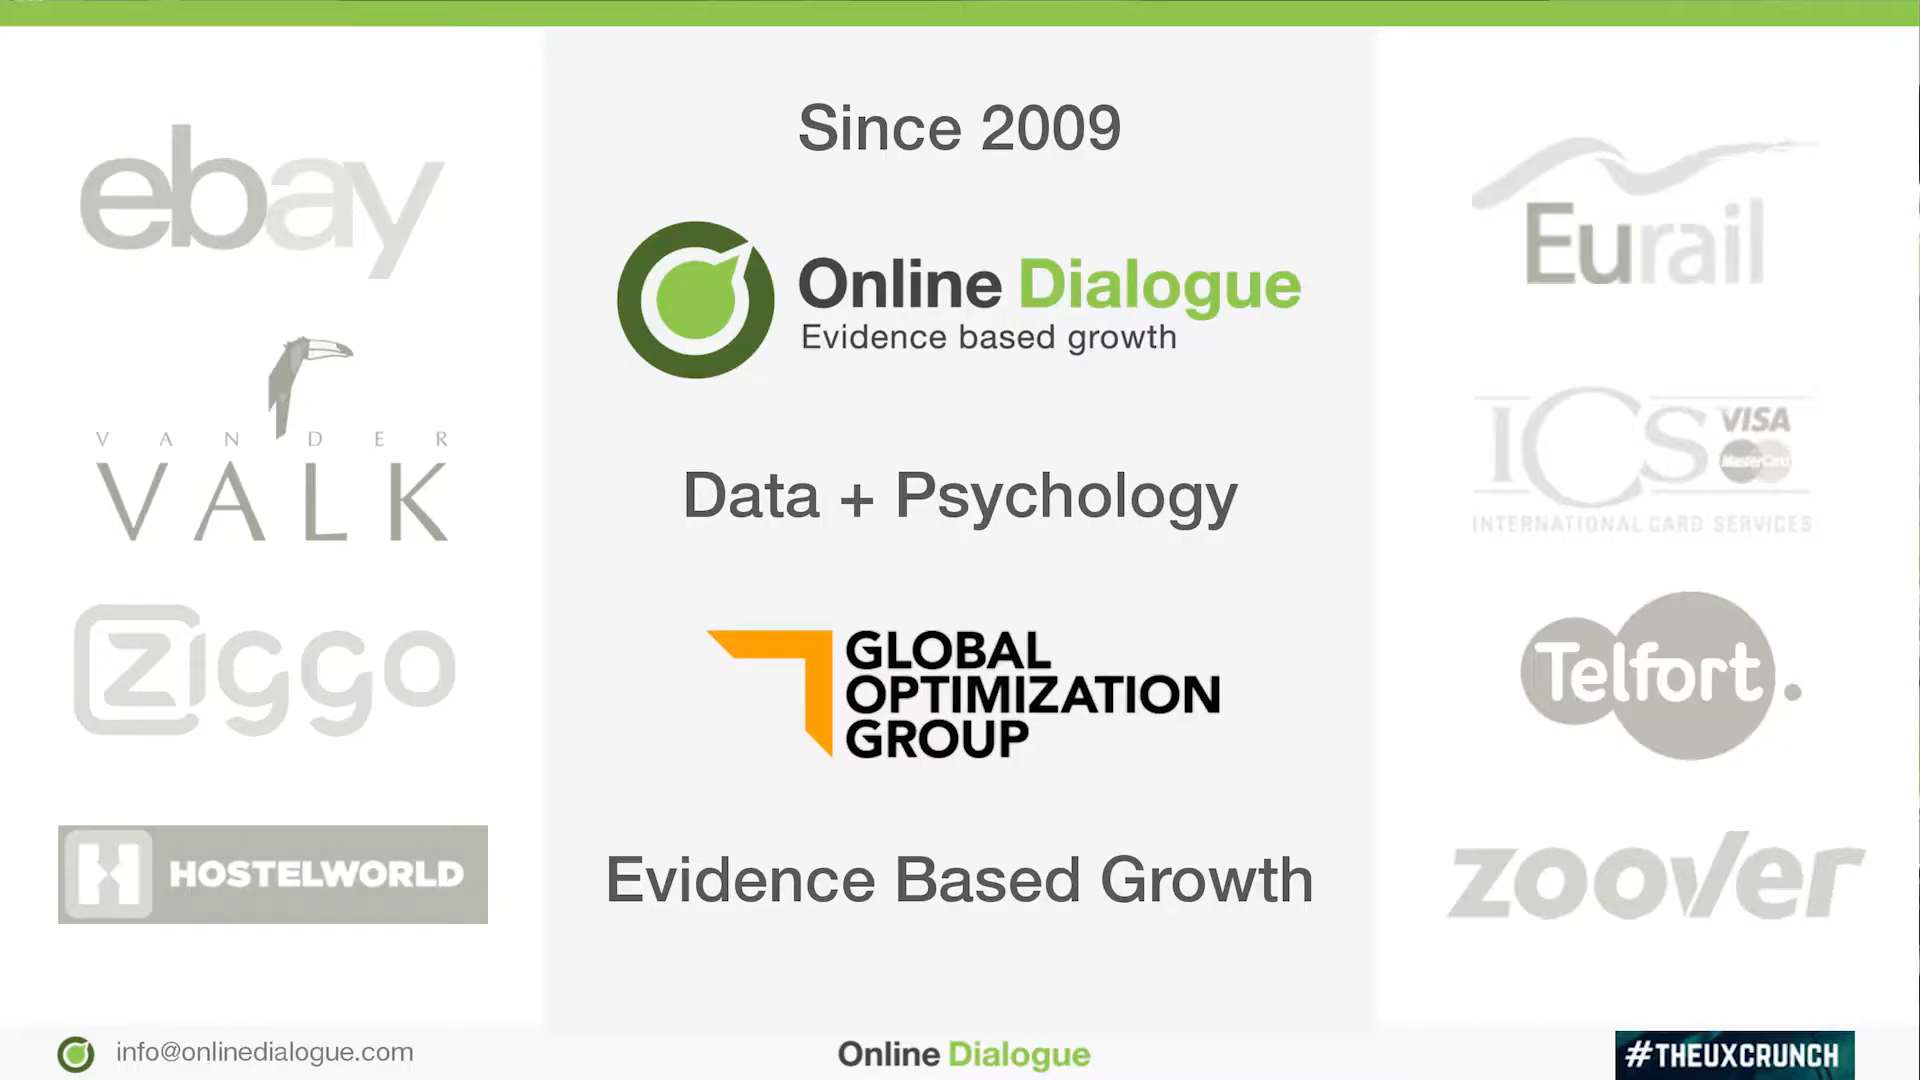 ebay
VAN DER
VALK
ziggo
HOSTELWORLD
Since 2009
Online Dialogue
Evidence based growth
Data + Psychology
GLOBAL
OPTIMIZATION
GROUP
Evidence Based Growth
Eurail
ICS
VISA
MasterCard
INTERNATIONAL CARD SERVICES
Telfort.
zoover
info@onlinedialogue.com
Online Dialogue
#THEUXCRUNCH